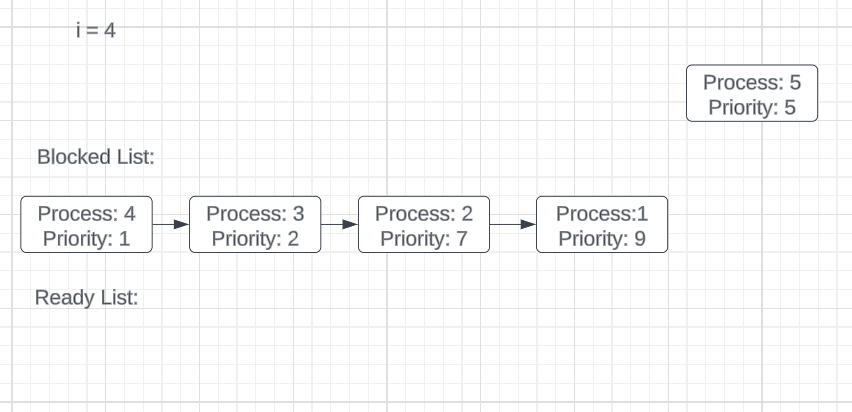 i = 4
Process: 5
Priority: 5
Blocked List:
Process: 4
Priority: 1
Process: 3
Priority: 2
Process: 2
Priority: 7
Process:1
Priority: 9
Ready List: